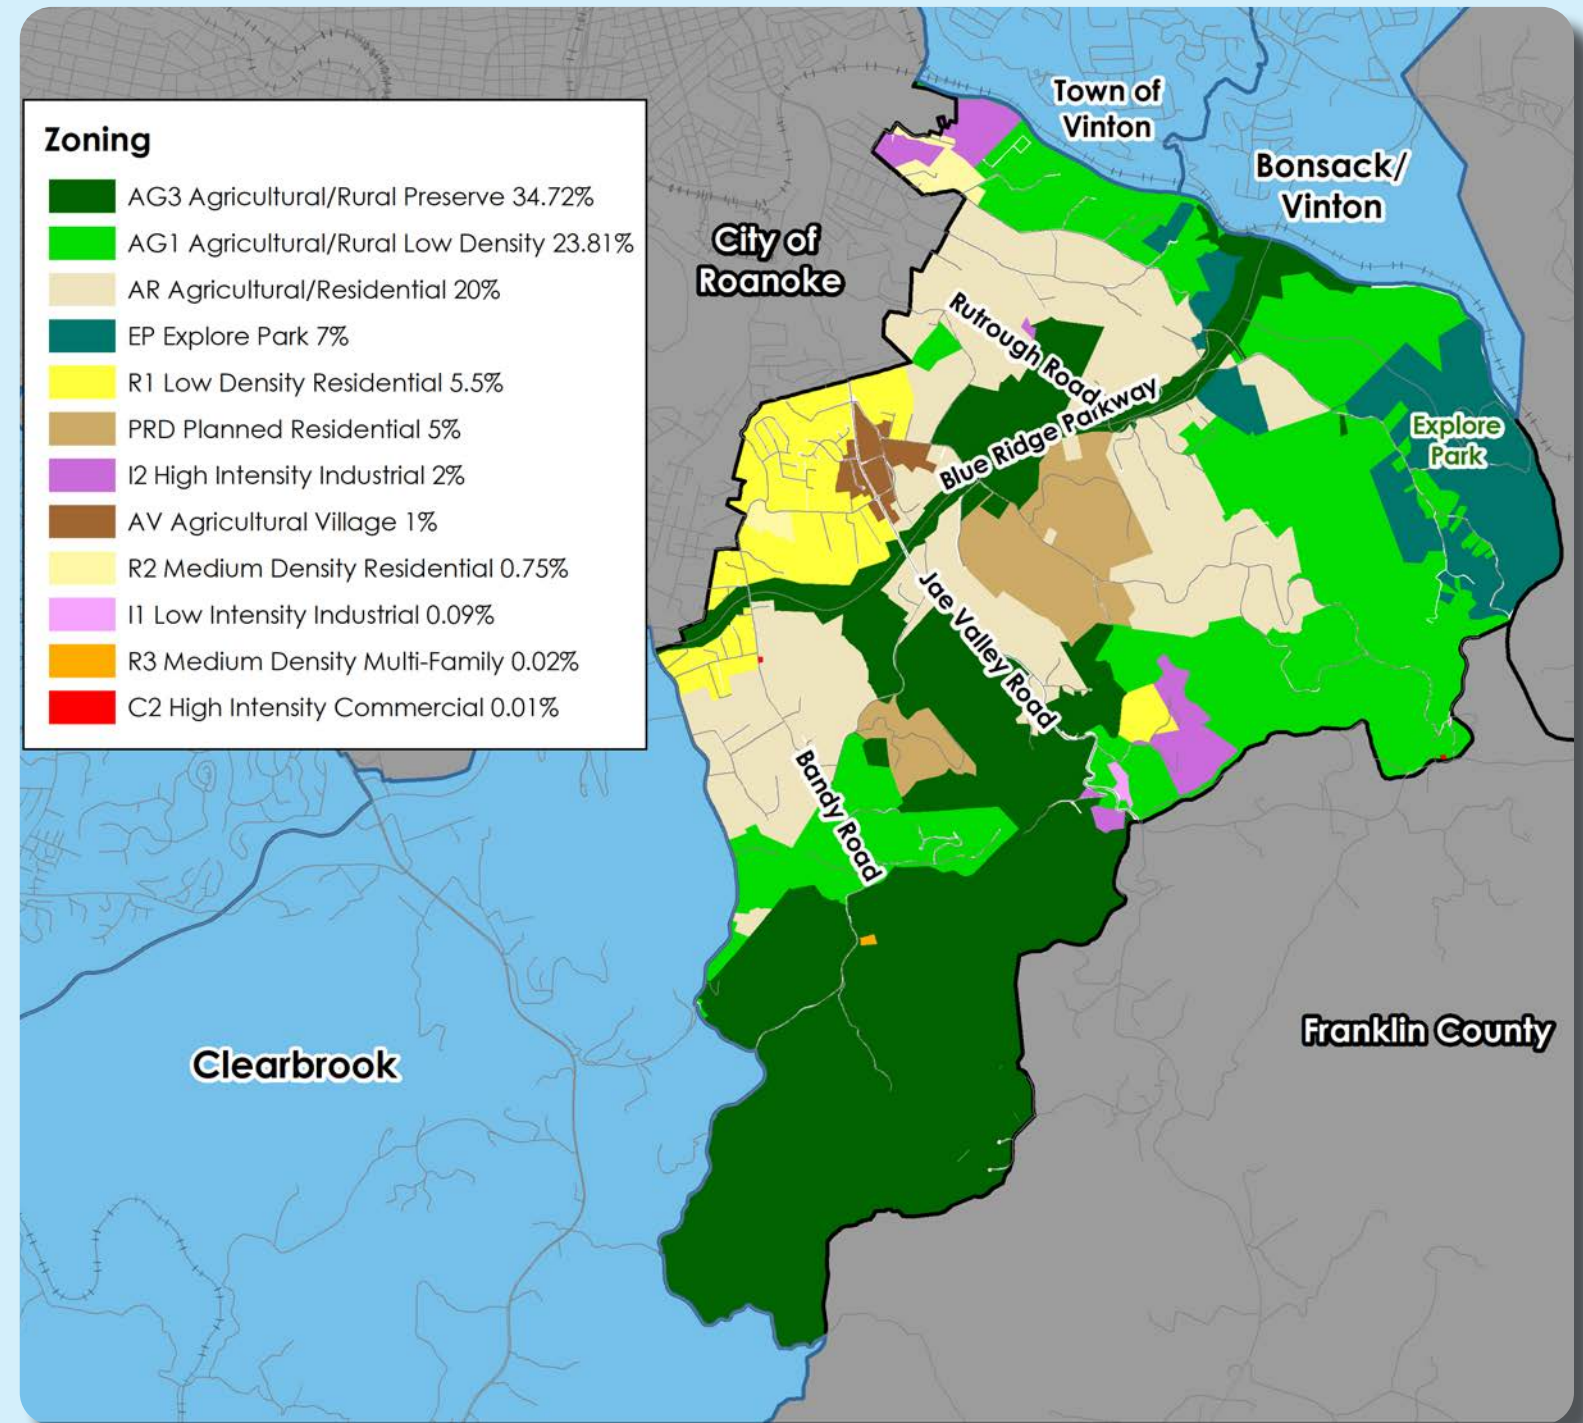 Zoning
AG3 Agricultural/Rural Preserve 34.72%
AG1 Agricultural/Rural Low Density 23.81%
AR Agricultural/Residential 20%
EP Explore Park 7%
R1 Low Density Residential 5.5%
PRD Planned Residential 5%
I2 High Intensity Industrial 2%
AV Agricultural Village 1%
R2 Medium Density Residential 0.75%
I1 Low Intensity Industrial 0.09%
R3 Medium Density Multi-Family 0.02%
C2 High Intensity Commercial 0.01%
Town of
Vinton
Bonsack/
Vinton
City of
Roanoke
Rutrough Road
Blue Ridge Parkway
Explore
Park
Jae Valley Road
Bandy Road
Franklin County
Clearbrook